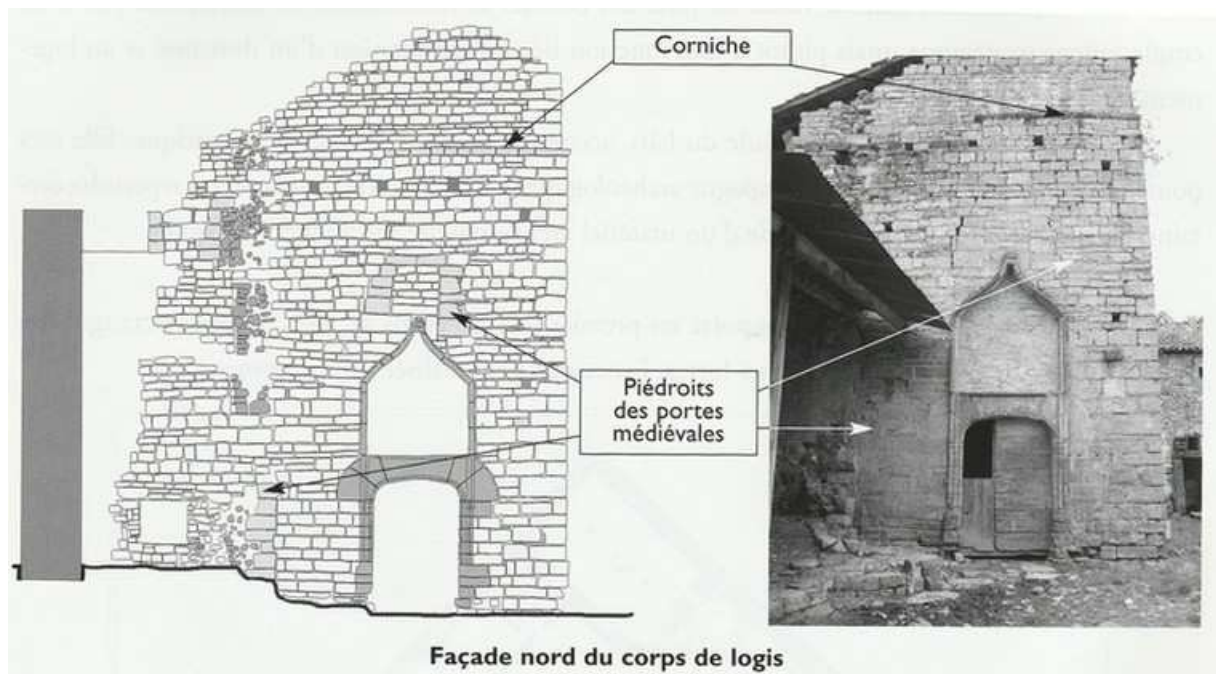 Corniche
Piédroits
des portes
médiévales
Façade nord du corps de logis